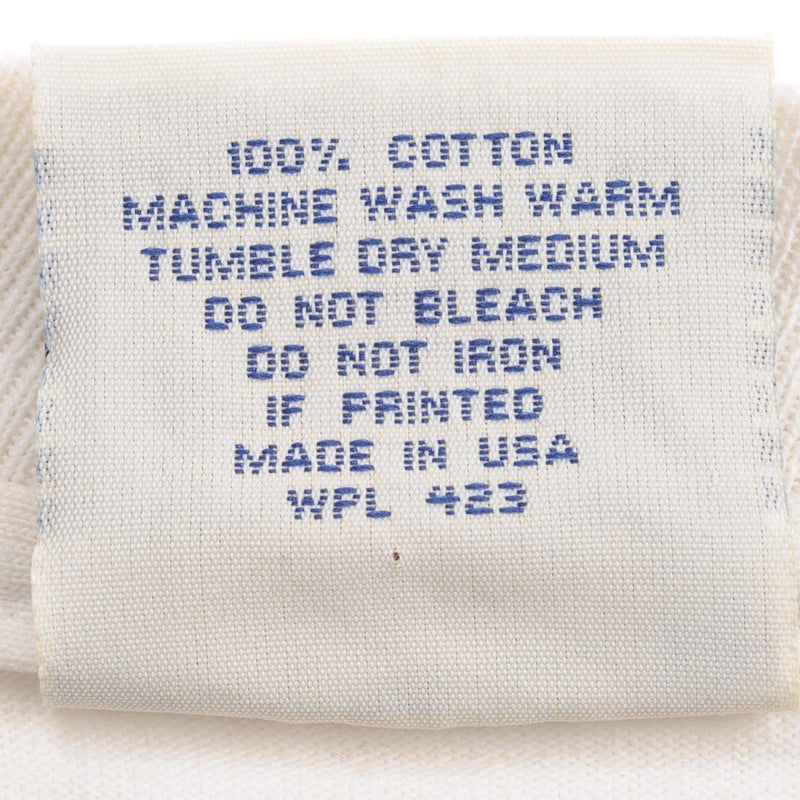 100% COTTON
MACHINE WASH WARM
TUMBLE DRY MEDIUM
DO NOT BLEACH
DO NOT IRON
IF PRINTED
MADE IN USA
WPL 423